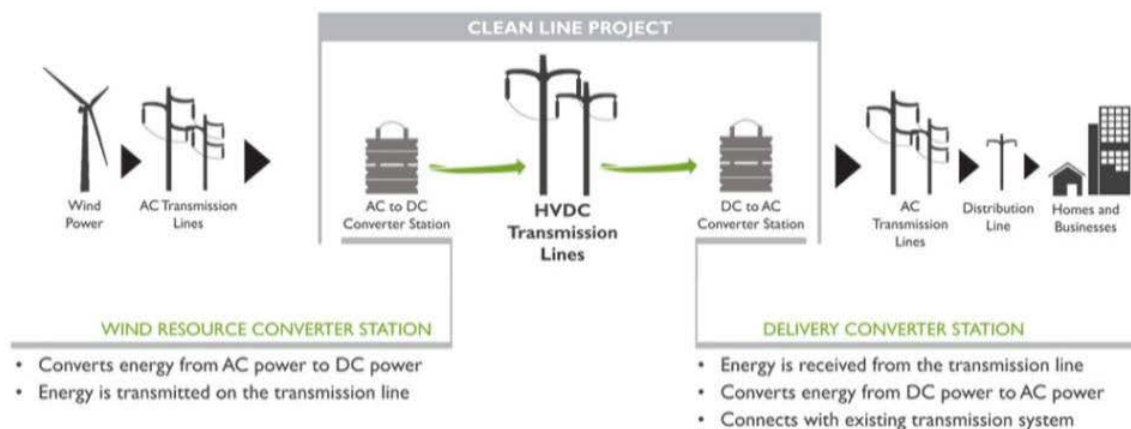 CLEAN LINE PROJECT
Wind
Power
AC Transmission
Lines
AC to DC
Converter Station
HVDC
Transmission
Lines
DC to AC
Converter Station
AC
Transmission
Lines
Distribution
Line
Homes and
Businesses
WIND RESOURCE CONVERTER STATION
• Converts energy from AC power to DC power
• Energy is transmitted on the transmission line
DELIVERY CONVERTER STATION
• Energy is received from the transmission line
• Converts energy from DC power to AC power
• Connects with existing transmission system